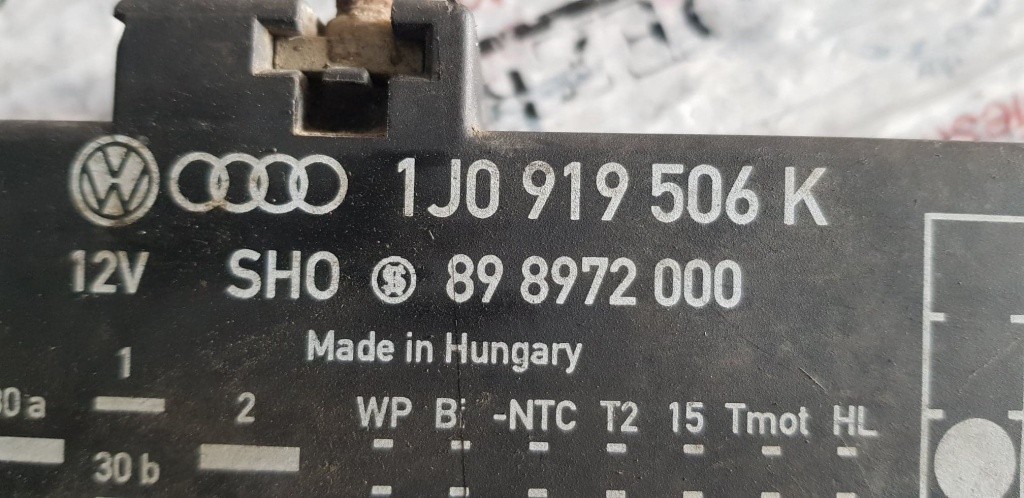 1J0 919 506 K
12V SHO 89 8972 000
Made in Hungary
1
2
WP -NTC T2 15 Tmot HL
30 b